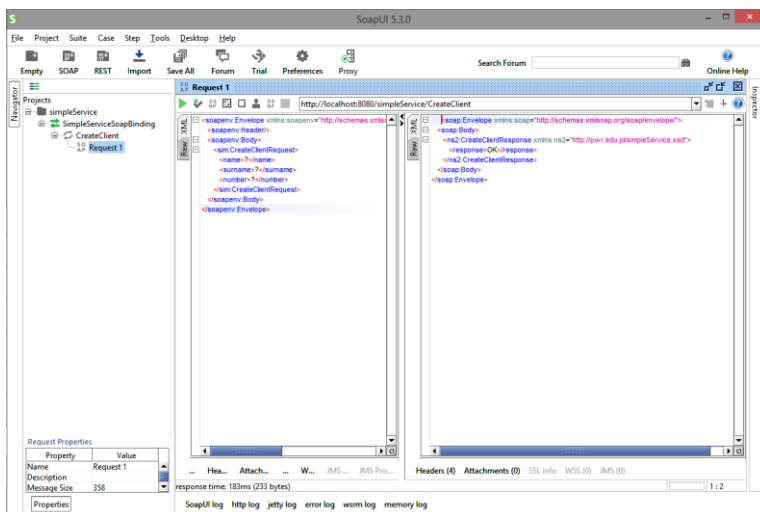 SoapUI 5.3.0
File Project Suite Case Step Tools Desktop Help
Empty SOAP REST Import Save All Forum Trial Preferences Proxy Search Forum Online Help
Navigator
Projects
simpleService
SimpleServiceSoapBinding
CreateClient
SOAP Request 1
Request 1
http://localhost:8080/simpleService/CreateClient
XML
Raw
<soapenv:Envelope xmlns:soapenv="http://schemas.xmls
<soapenv:Header/>
<soapenv:Body>
<sim:CreateClientRequest>
<name>?</name>
<surname>?</surname>
<number>?</number>
</sim:CreateClientRequest>
</soapenv:Body>
</soapenv:Envelope>
XML
Raw
<soap:Envelope xmlns:soap="http://schemas.xmlsoap.org/soap/envelope/">
<soap:Body>
<ns2:CreateClientResponse xmlns:ns2="http://pwr.edu.pl/simpleService.xsd">
<response>OK</response>
</ns2:CreateClientResponse>
</soap:Body>
</soap:Envelope>
Inspector
Request Properties
Property Value
Name Request 1
Description
Message Size 358
Properties
... Hea... Attach... ... W... JMS ... JMS Pro...
Headers (4) Attachments (0) SSL Info WSS (0) JMS (0)
response time: 183ms (233 bytes)
1 : 2
SoapUI log http log jetty log error log wsrm log memory log